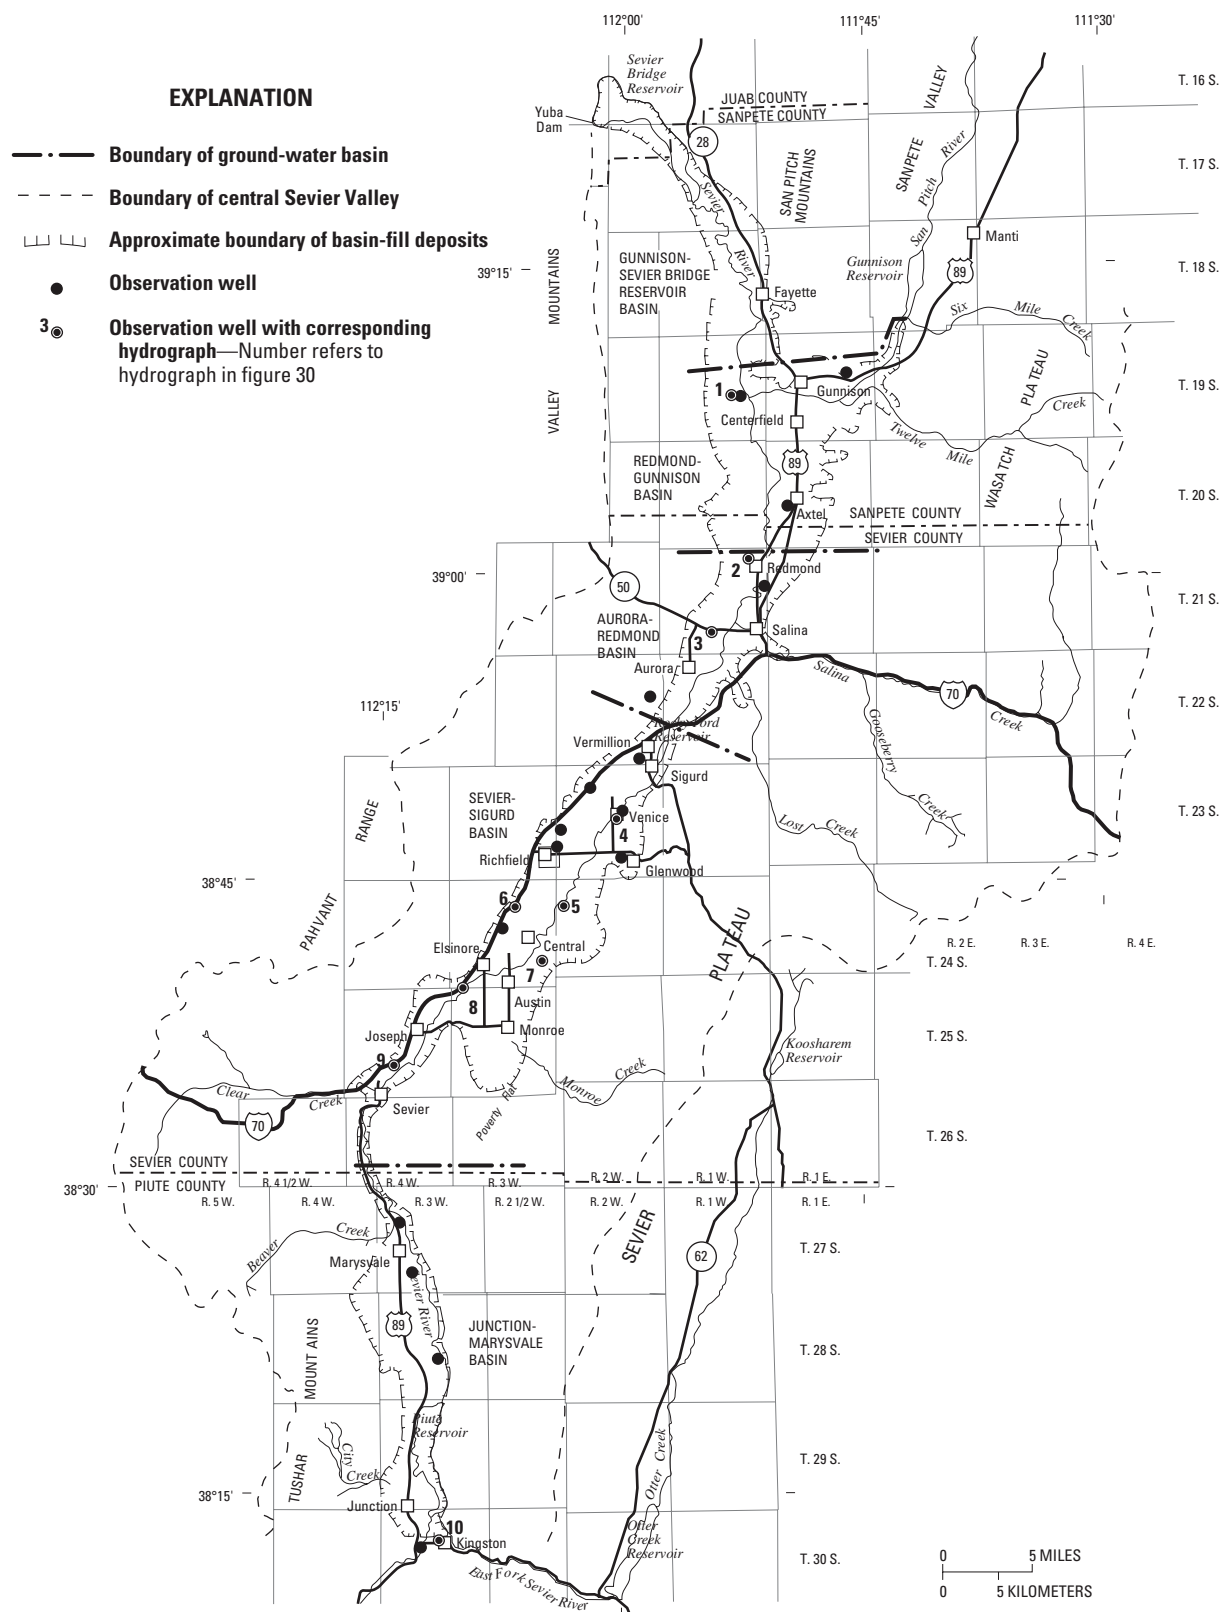 112°00'
111°45'
111°30'
Sevier
Bridge
Reservoir
T. 16 S.
EXPLANATION
JUAB COUNTY
SANPETE COUNTY
VALLEY
Yuba
Dam
28
Boundary of ground-water basin
Boundary of central Sevier Valley
Approximate boundary of basin-fill deposits
Observation well
3
Observation well with corresponding
hydrograph—Number refers to
hydrograph in figure 30
SAN PITCH
MOUNTAINS
SANPETE
River
Pitch
San
T. 17 S.
Sevier
River
Manti
GUNNISON-
SEVIER BRIDGE
RESERVOIR
BASIN
39°15'
Gunnison
Reservoir
89
T. 18 S.
MOUNTAINS
Fayette
Six
Mile
Creek
PLATEAU
1
Gunnison
T. 19 S.
VALLEY
Centerfield
Creek
Twelve
Mile
WASATCH
REDMOND-
GUNNISON
BASIN
89
T. 20 S.
Axtel
SANPETE COUNTY
SEVIER COUNTY
2
Redmond
39°00'
50
T. 21 S.
AURORA-
REDMOND
BASIN
3
Salina
Aurora
Salina
70
Creek
T. 22 S.
112°15'
Rocky Ford
Reservoir
Gooseberry
Creek
Vermillion
Sigurd
SEVIER-
SIGURD
BASIN
RANGE
Venice
4
Lost
Creek
T. 23 S.
Richfield
Glenwood
38°45'
6
5
PAHVANT
PLATEAU
Elsinore
Central
R. 2 E.
R. 3 E.
R. 4 E.
T. 24 S.
7
8
Austin
Joseph
Monroe
Koosharem
Reservoir
T. 25 S.
9
Clear
Creek
Monroe
Creek
Sevier
Poverty Flat
70
T. 26 S.
SEVIER COUNTY
PIUTE COUNTY
38°30'
R. 4 1/2 W.
R. 4 W.
R. 3 W.
R. 2 W.
R. 1 W.
R. 1 E.
R. 5 W.
R. 4 W.
R. 3 W.
R. 2 1/2 W.
R. 2 W.
R. 1 W.
R. 1 E.
SEVIER
Beaver
Creek
Marysvale
62
T. 27 S.
Sevier River
89
JUNCTION-
MARYSVALE
BASIN
MOUNTAINS
T. 28 S.
Piute
Reservoir
TUSHAR
City
Creek
Otter Creek
T. 29 S.
38°15'
Junction
10
Kingston
Otter
Creek
Reservoir
East Fork Sevier River
T. 30 S.
0 5 MILES
0 5 KILOMETERS